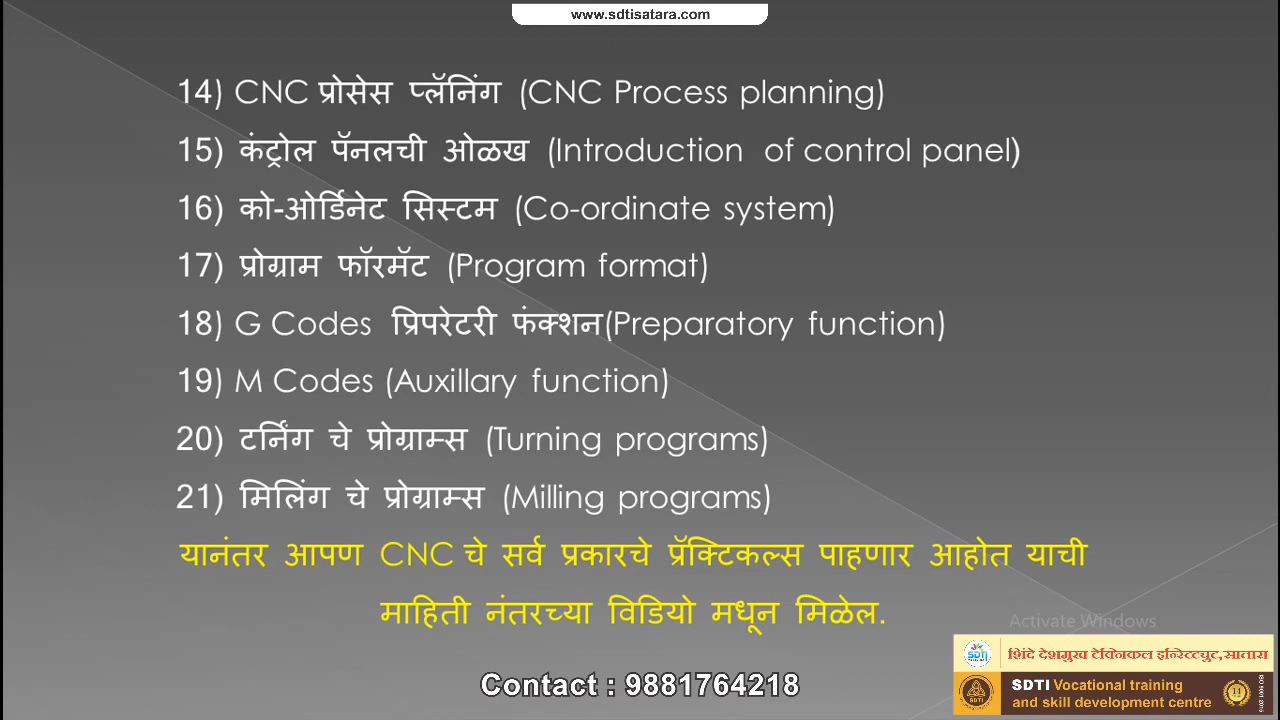 www.sdtisatara.com
14) CNC प्रोसेस प्लॅनिंग (CNC Process planning)
15) कंट्रोल पॅनलची ओळख (Introduction of control panel)
16) को-ओर्डिनेट सिस्टम (Co-ordinate system)
17) प्रोग्राम फॉरमॅट (Program format)
18) G Codes प्रिपरेटरी फंक्शन(Preparatory function)
19) M Codes (Auxillary function)
20) टर्निंग चे प्रोग्राम्स (Turning programs)
21) मिलिंग चे प्रोग्राम्स (Milling programs)
यानंतर आपण CNC चे सर्व प्रकारचे प्रॅक्टिकल्स पाहणार आहोत याची
माहिती नंतरच्या विडियो मधून मिळेल.
Activate Windows
SDTI
शिंदे देशमुख टेक्निकल इन्स्टिट्युट,सातारा
SDTI Vocational training
and skill development centre
Contact : 9881764218